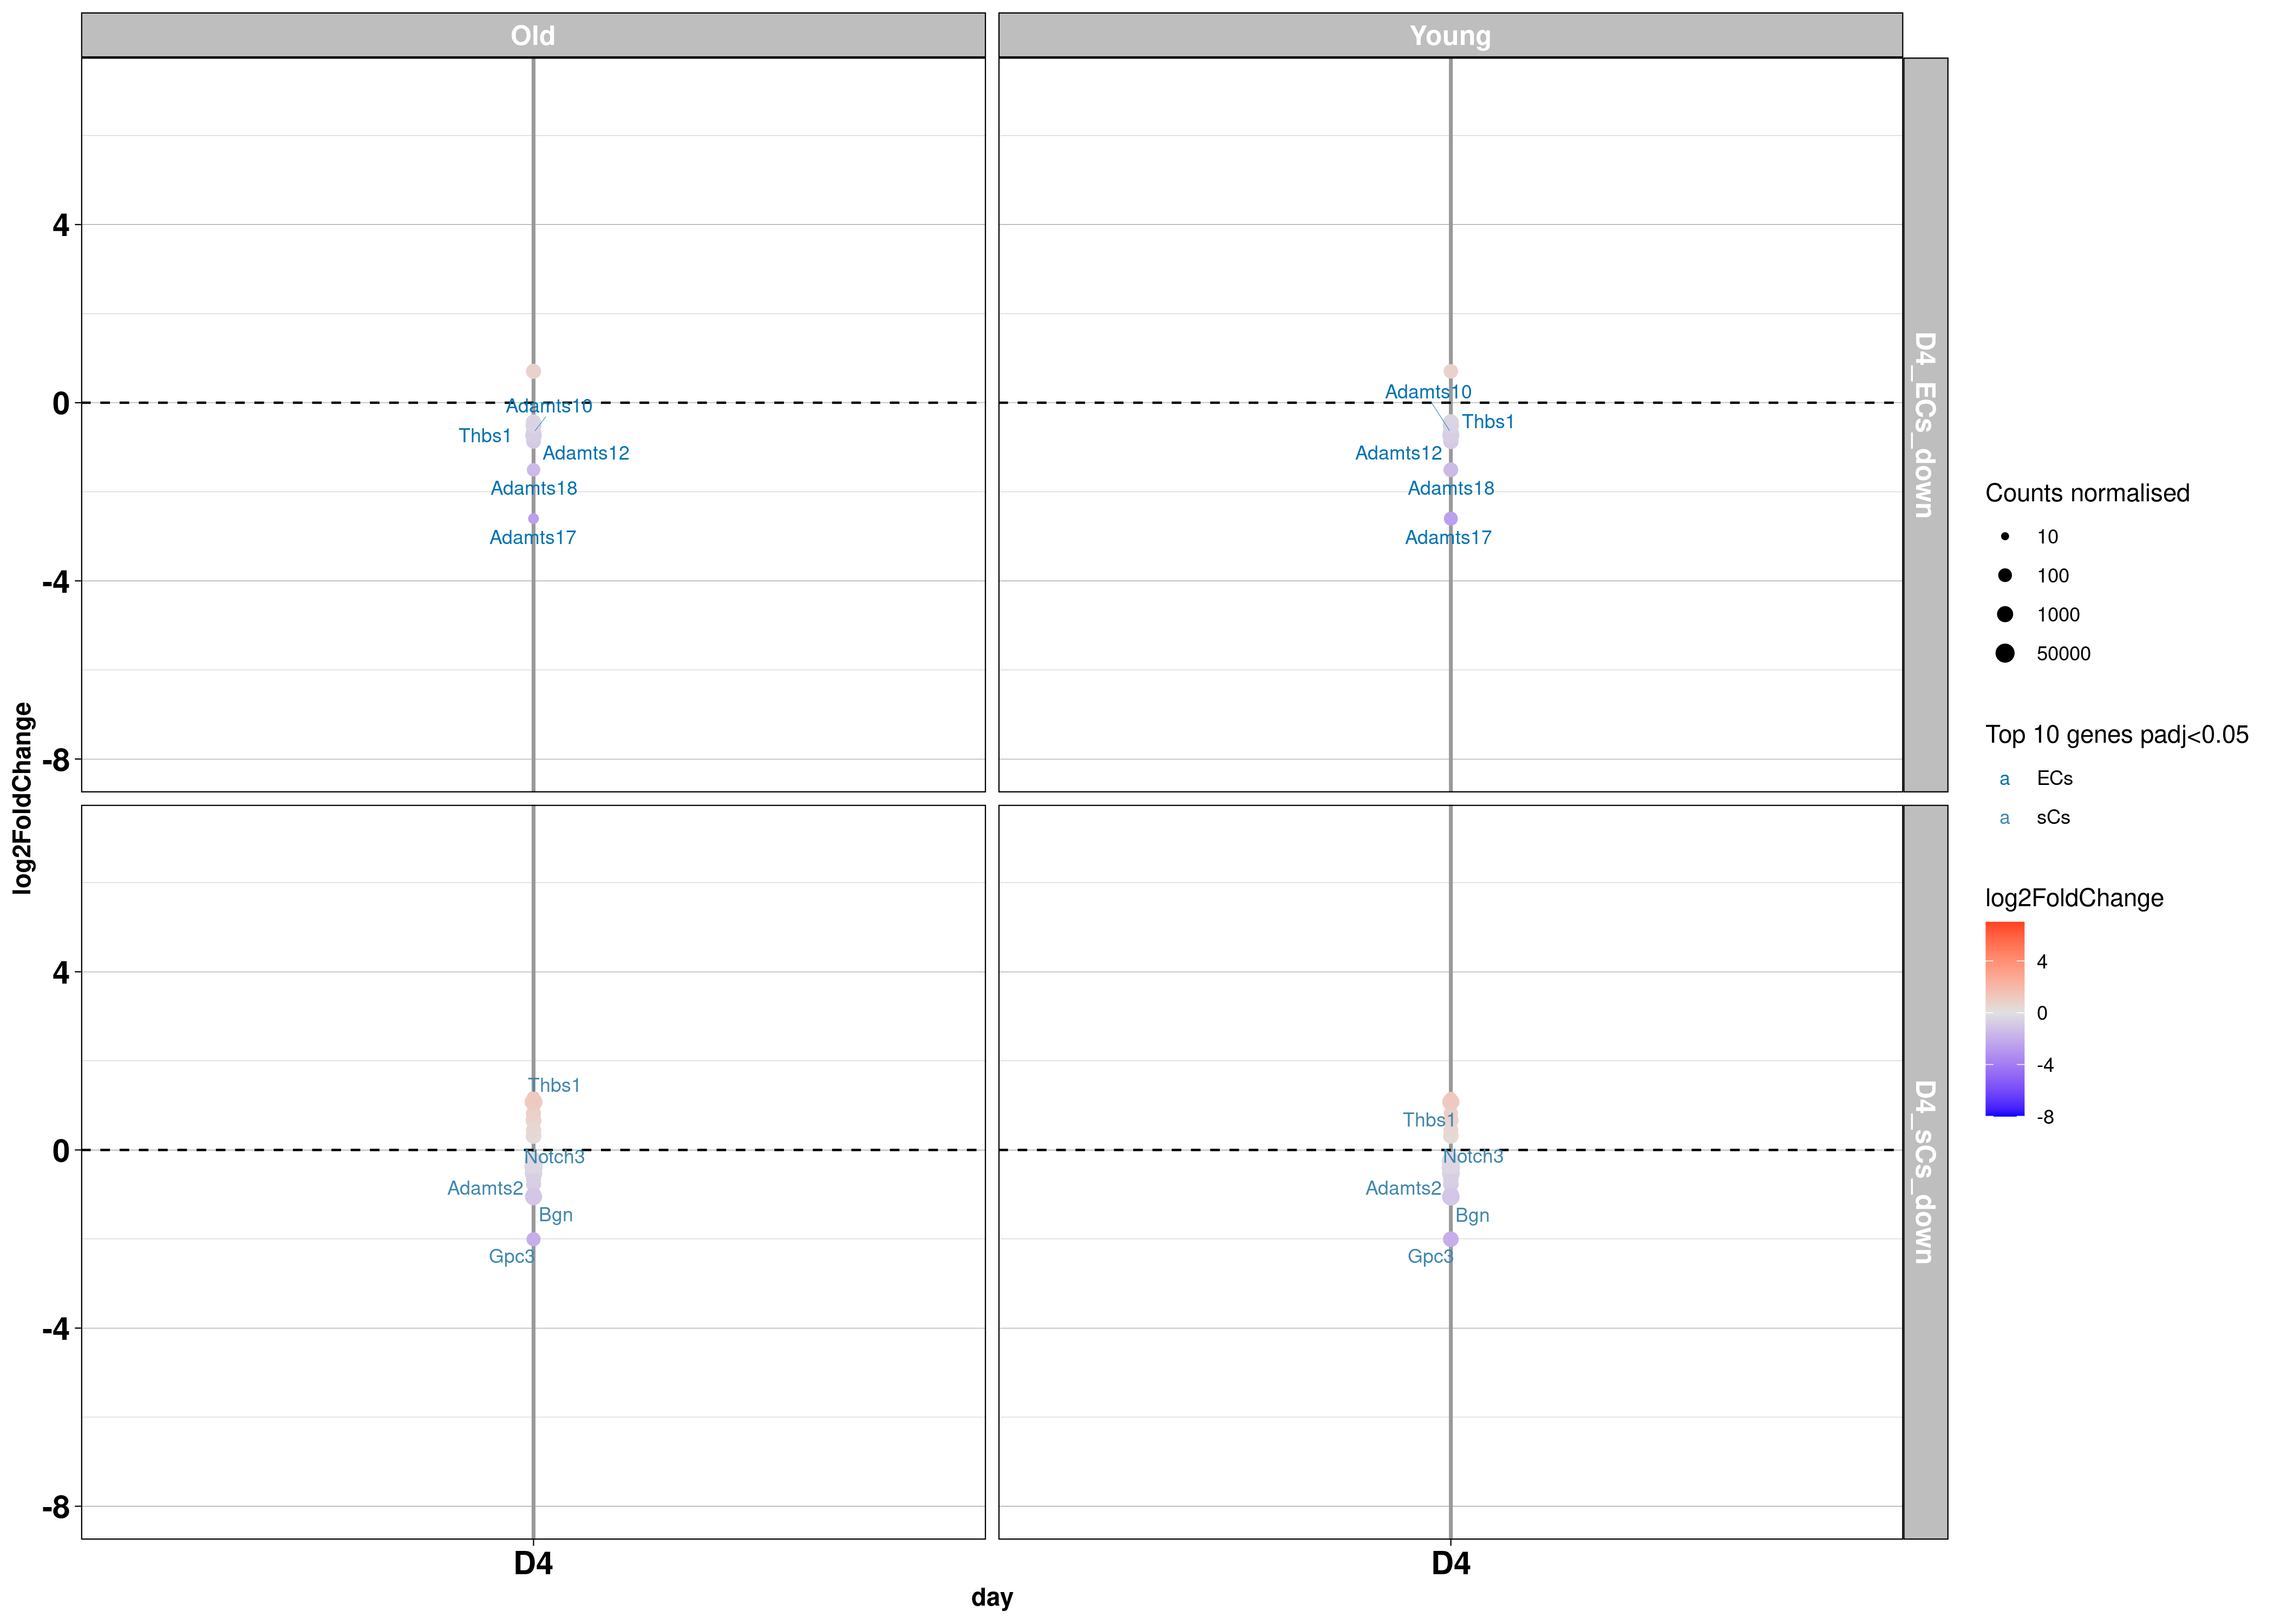 Old
Young
4
0
-4
-8
Adamts10
Thbs1
Adamts12
Adamts18
Adamts17
Adamts10
Thbs1
Adamts12
Adamts18
Adamts17
D4_ECs_down
4
0
-4
-8
Thbs1
Notch3
Adamts2
Bgn
Gpc3
Thbs1
Notch3
Adamts2
Bgn
Gpc3
D4_sCs_down
log2FoldChange
D4
D4
day
Counts normalised
10
100
1000
50000
Top 10 genes padj<0.05
a ECs
a sCs
log2FoldChange
4
0
-4
-8